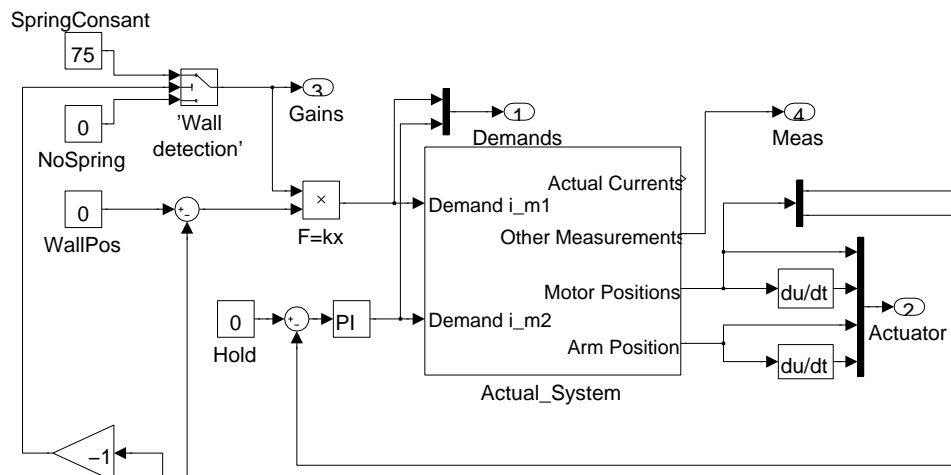 SpringConsant
75
3
Gains
'Wall
detection'
0
NoSpring
1
Demands
4
Meas
0
WallPos
+
−
×
F=kx
Actual Currents
Demand i_m1
Other Measurements
Motor Positions
Demand i_m2
Arm Position
Actual_System
0
Hold
+
−
PI
du/dt
du/dt
2
Actuator
−1